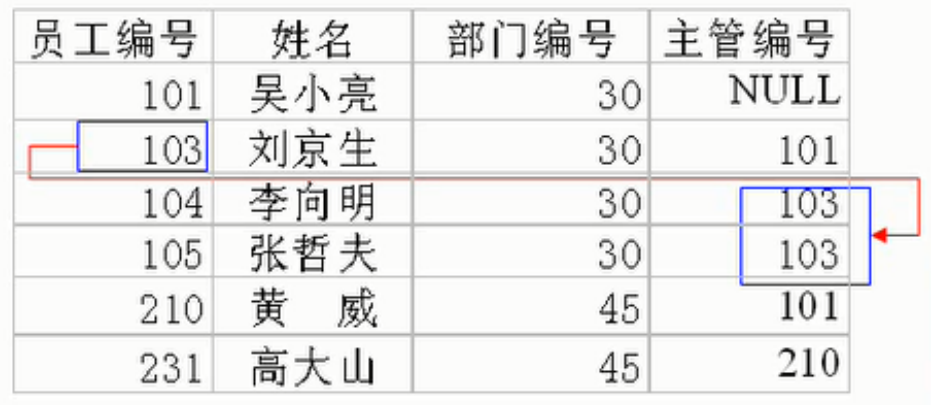 员工编号 姓名 部门编号 主管编号
101 吴小亮 30 NULL
103 刘京生 30 101
104 李向明 30 103
105 张哲夫 30 103
210 黄 威 45 101
231 高大山 45 210